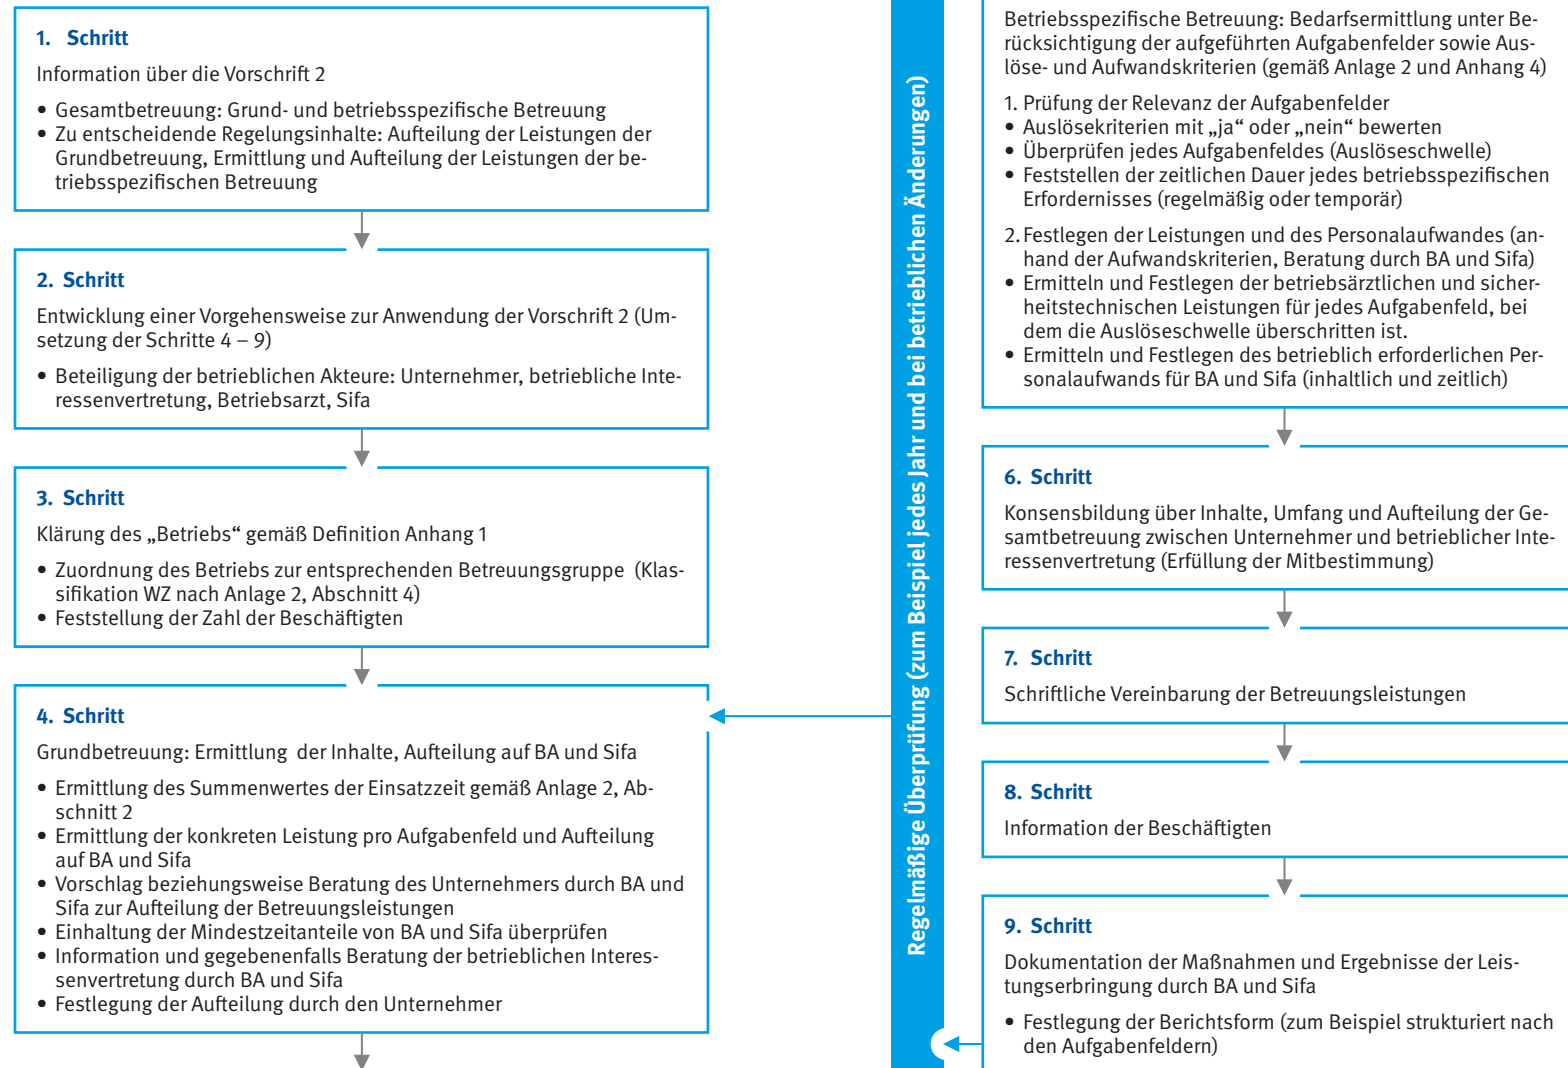 1. Schritt
Information über die Vorschrift 2
• Gesamtbetreuung: Grund- und betriebsspezifische Betreuung
• Zu entscheidende Regelungsinhalte: Aufteilung der Leistungen der
Grundbetreuung, Ermittlung und Aufteilung der Leistungen der be-
triebsspezifischen Betreuung
2. Schritt
Entwicklung einer Vorgehensweise zur Anwendung der Vorschrift 2 (Um-
setzung der Schritte 4 – 9)
• Beteiligung der betrieblichen Akteure: Unternehmer, betriebliche Inte-
ressenvertretung, Betriebsarzt, Sifa
3. Schritt
Klärung des „Betriebs“ gemäß Definition Anhang 1
• Zuordnung des Betriebs zur entsprechenden Betreuungsgruppe (Klas-
sifikation WZ nach Anlage 2, Abschnitt 4)
• Feststellung der Zahl der Beschäftigten
4. Schritt
Grundbetreuung: Ermittlung der Inhalte, Aufteilung auf BA und Sifa
• Ermittlung des Summenwertes der Einsatzzeit gemäß Anlage 2, Ab-
schnitt 2
• Ermittlung der konkreten Leistung pro Aufgabenfeld und Aufteilung
auf BA und Sifa
• Vorschlag beziehungsweise Beratung des Unternehmers durch BA und
Sifa zur Aufteilung der Betreuungsleistungen
• Einhaltung der Mindestzeitanteile von BA und Sifa überprüfen
• Information und gegebenenfalls Beratung der betrieblichen Interes-
senvertretung durch BA und Sifa
• Festlegung der Aufteilung durch den Unternehmer
Regelmäßige Überprüfung (zum Beispiel jedes Jahr und bei betrieblichen Änderungen)
Betriebsspezifische Betreuung: Bedarfsermittlung unter Be-
rücksichtigung der aufgeführten Aufgabenfelder sowie Aus-
löse- und Aufwandskriterien (gemäß Anlage 2 und Anhang 4)
1. Prüfung der Relevanz der Aufgabenfelder
• Auslösekriterien mit „ja“ oder „nein“ bewerten
• Überprüfen jedes Aufgabenfeldes (Auslöseschwelle)
• Feststellen der zeitlichen Dauer jedes betriebsspezifischen
Erfordernisses (regelmäßig oder temporär)
2. Festlegen der Leistungen und des Personalaufwandes (an-
hand der Aufwandskriterien, Beratung durch BA und Sifa)
• Ermitteln und Festlegen der betriebsärztlichen und sicher-
heitstechnischen Leistungen für jedes Aufgabenfeld, bei
dem die Auslöseschwelle überschritten ist.
• Ermitteln und Festlegen des betrieblich erforderlichen Per-
sonalaufwands für BA und Sifa (inhaltlich und zeitlich)
6. Schritt
Konsensbildung über Inhalte, Umfang und Aufteilung der Ge-
samtbetreuung zwischen Unternehmer und betrieblicher Inte-
ressenvertretung (Erfüllung der Mitbestimmung)
7. Schritt
Schriftliche Vereinbarung der Betreuungsleistungen
8. Schritt
Information der Beschäftigten
9. Schritt
Dokumentation der Maßnahmen und Ergebnisse der Leis-
tungserbringung durch BA und Sifa
• Festlegung der Berichtsform (zum Beispiel strukturiert nach
den Aufgabenfeldern)